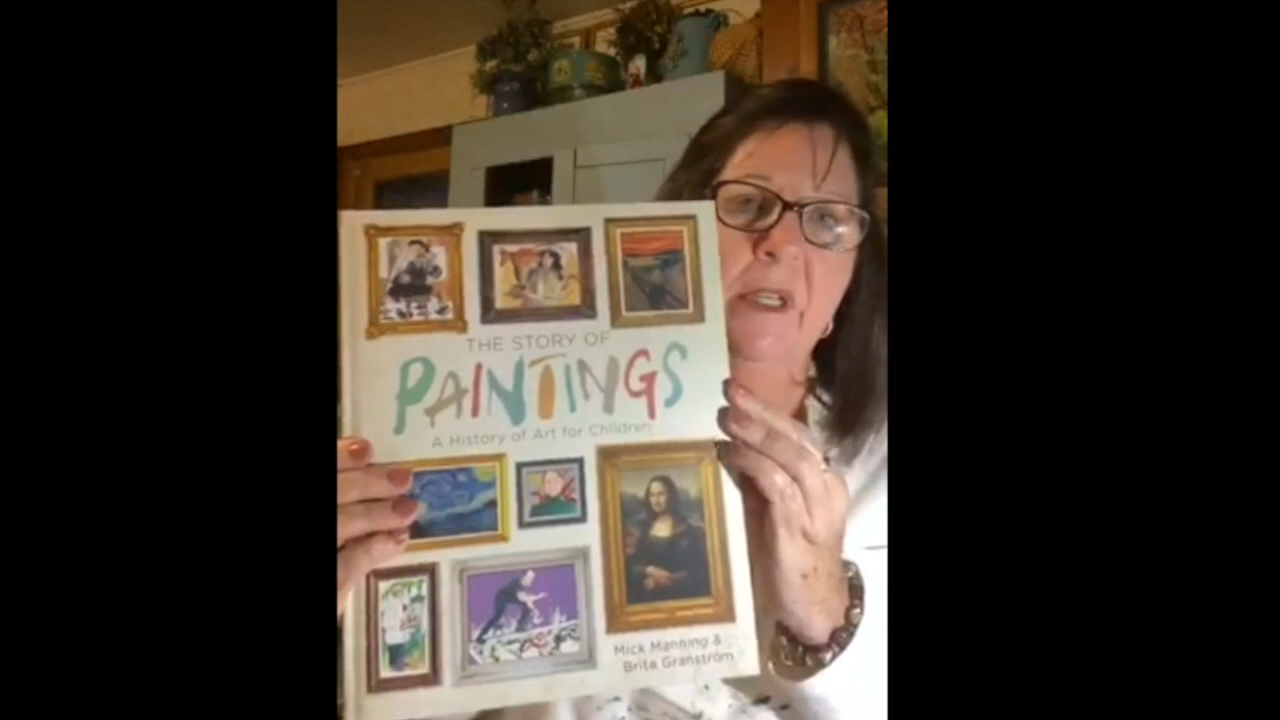 THE STORY OF
PAINTINGS
A History of Art for Children
Mick Manning &
Brita Granström